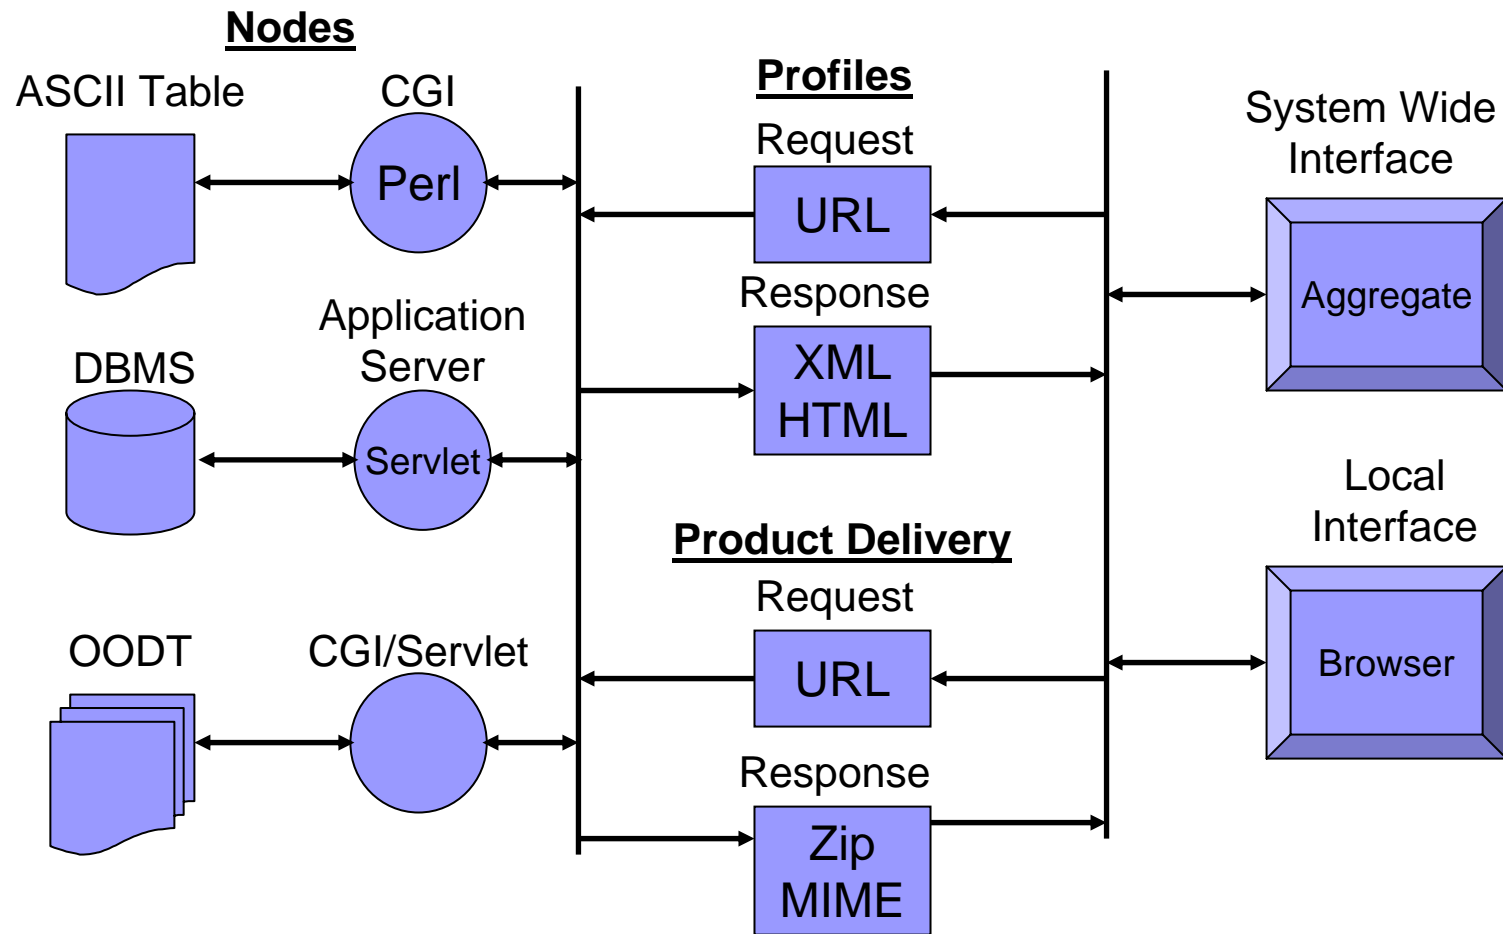 Nodes
ASCII Table
CGI
Perl
DBMS
Application
Server
Servlet
OODT
CGI/Servlet
Profiles
Request
URL
Response
XML
HTML
Product Delivery
Request
URL
Response
Zip
MIME
System Wide
Interface
Aggregate
Local
Interface
Browser